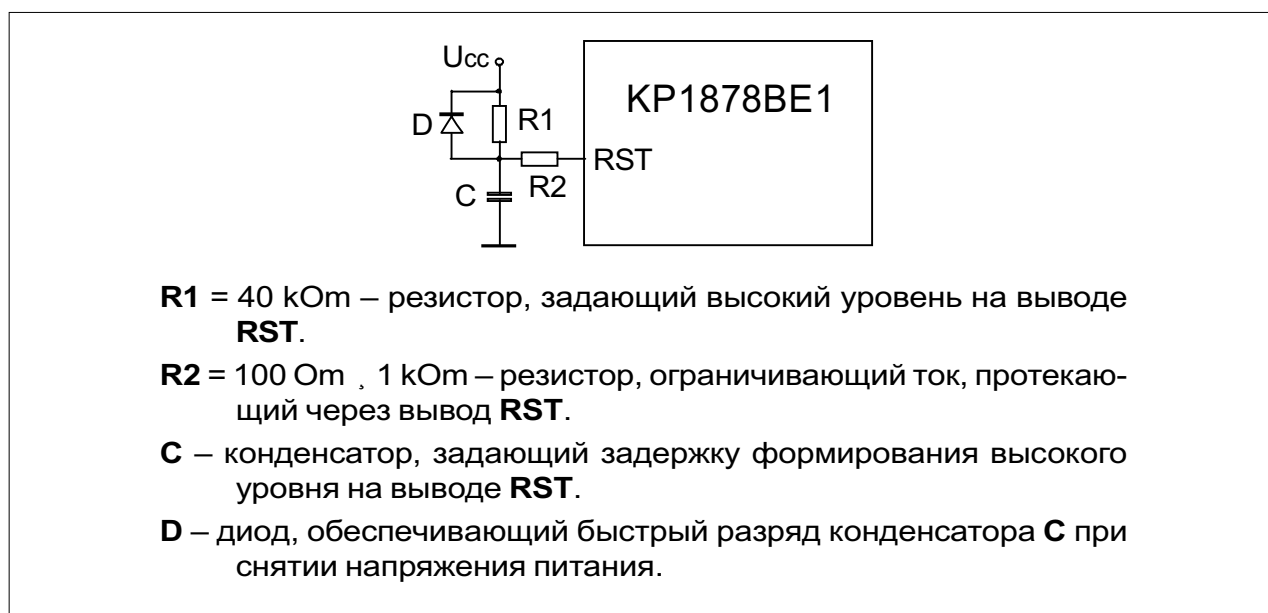 Ucc
КР1878ВЕ1
D
R1
RST
R2
C
R1 = 40 kOm – резистор, задающий высокий уровень на выводе
RST.
R2 = 100 Om ¸ 1 kOm – резистор, ограничивающий ток, протекаю-
щий через вывод RST.
C – конденсатор, задающий задержку формирования высокого
уровня на выводе RST.
D – диод, обеспечивающий быстрый разряд конденсатора C при
снятии напряжения питания.